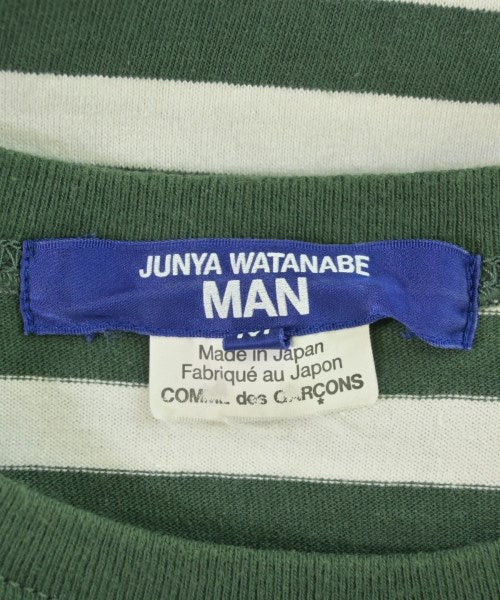 JUNYA WATANABE
MAN
Made in Japan
Fabriqué au Japon
COMME des GARÇONS